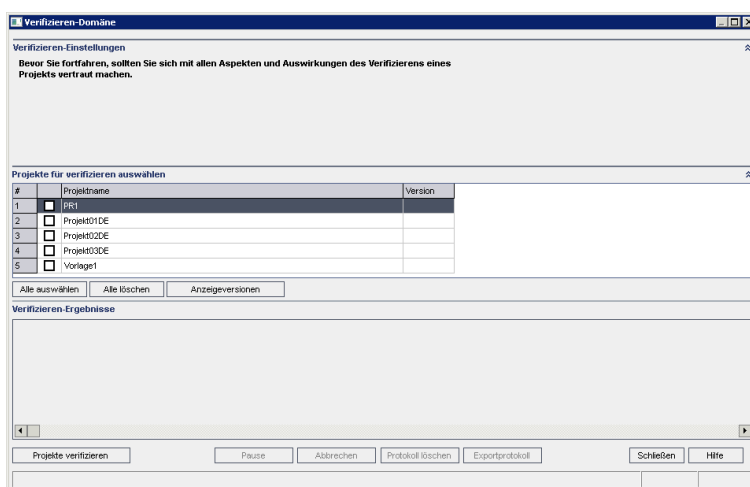 Verifizieren-Domäne
Verifizieren-Einstellungen
Bevor Sie fortfahren, sollten Sie sich mit allen Aspekten und Auswirkungen des Verifizierens eines
Projekts vertraut machen.
Projekte für verifizieren auswählen
# Projektname Version
1 PR1
2 Projekt01DE
3 Projekt02DE
4 Projekt03DE
5 Vorlage1
Alle auswählen Alle löschen Anzeigeversionen
Verifizieren-Ergebnisse
Projekte verifizieren Pause Abbrechen Protokoll löschen Exportprotokoll Schließen Hilfe